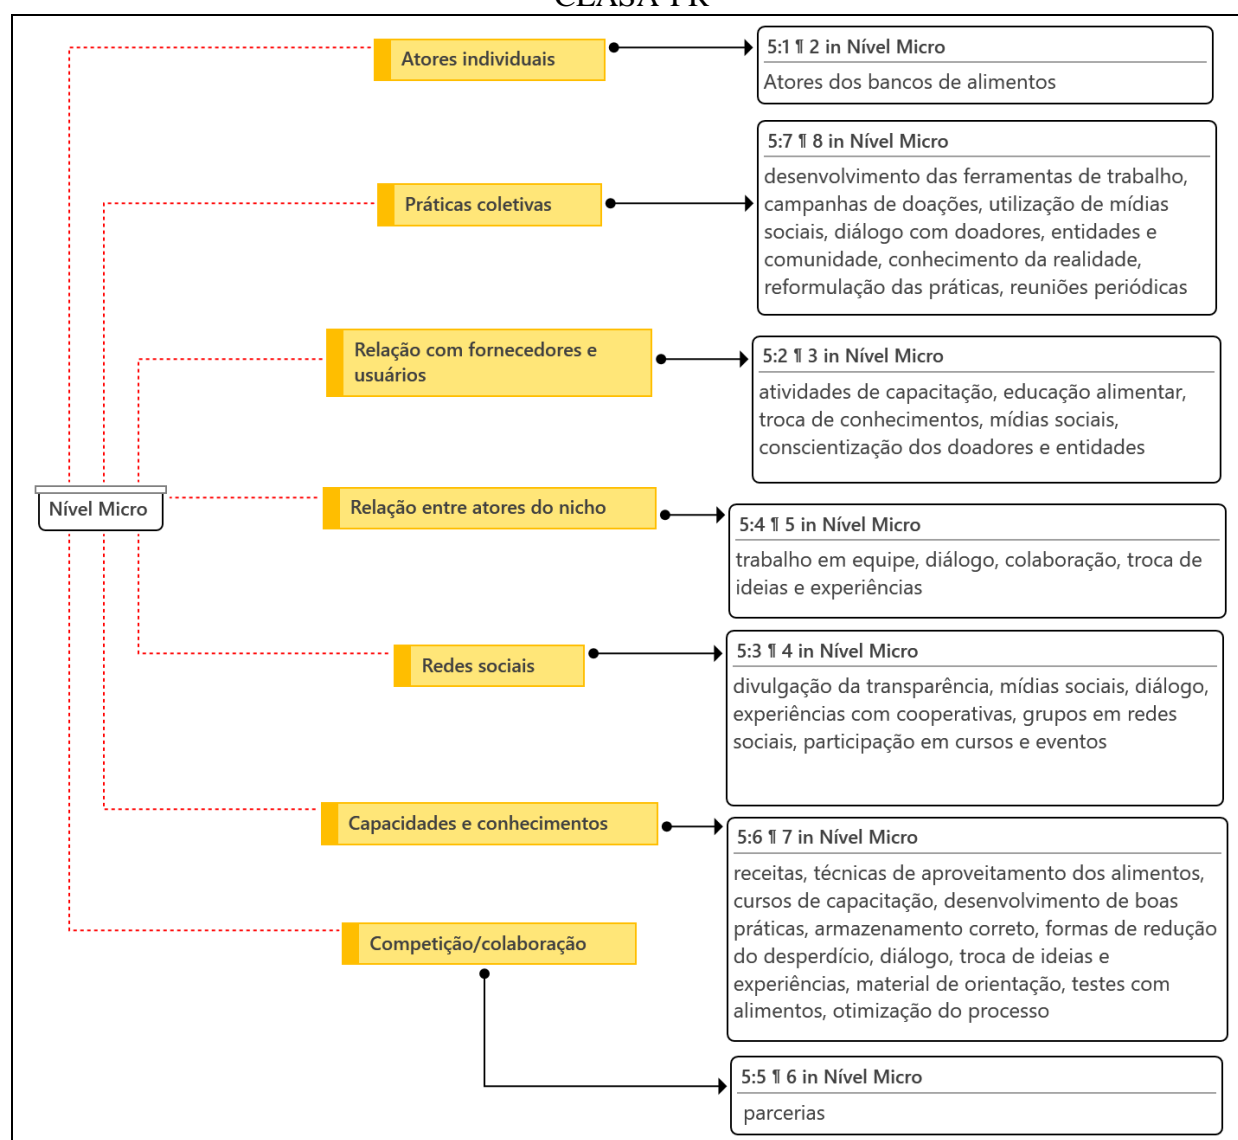 CEASA-PR
Atores individuais
5:1 ¶ 2 in Nível Micro
Atores dos bancos de alimentos
Práticas coletivas
5:7 ¶ 8 in Nível Micro
desenvolvimento das ferramentas de trabalho,
campanhas de doações, utilização de mídias
sociais, diálogo com doadores, entidades e
comunidade, conhecimento da realidade,
reformulação das práticas, reuniões periódicas
Relação com fornecedores e
usuários
5:2 ¶ 3 in Nível Micro
atividades de capacitação, educação alimentar,
troca de conhecimentos, mídias sociais,
conscientização dos doadores e entidades
Nível Micro
Relação entre atores do nicho
5:4 ¶ 5 in Nível Micro
trabalho em equipe, diálogo, colaboração, troca de
ideias e experiências
Redes sociais
5:3 ¶ 4 in Nível Micro
divulgação da transparência, mídias sociais, diálogo,
experiências com cooperativas, grupos em redes
sociais, participação em cursos e eventos
Capacidades e conhecimentos
5:6 ¶ 7 in Nível Micro
receitas, técnicas de aproveitamento dos alimentos,
cursos de capacitação, desenvolvimento de boas
práticas, armazenamento correto, formas de redução
do desperdício, diálogo, troca de ideias e
experiências, material de orientação, testes com
alimentos, otimização do processo
Competição/colaboração
5:5 ¶ 6 in Nível Micro
parcerias